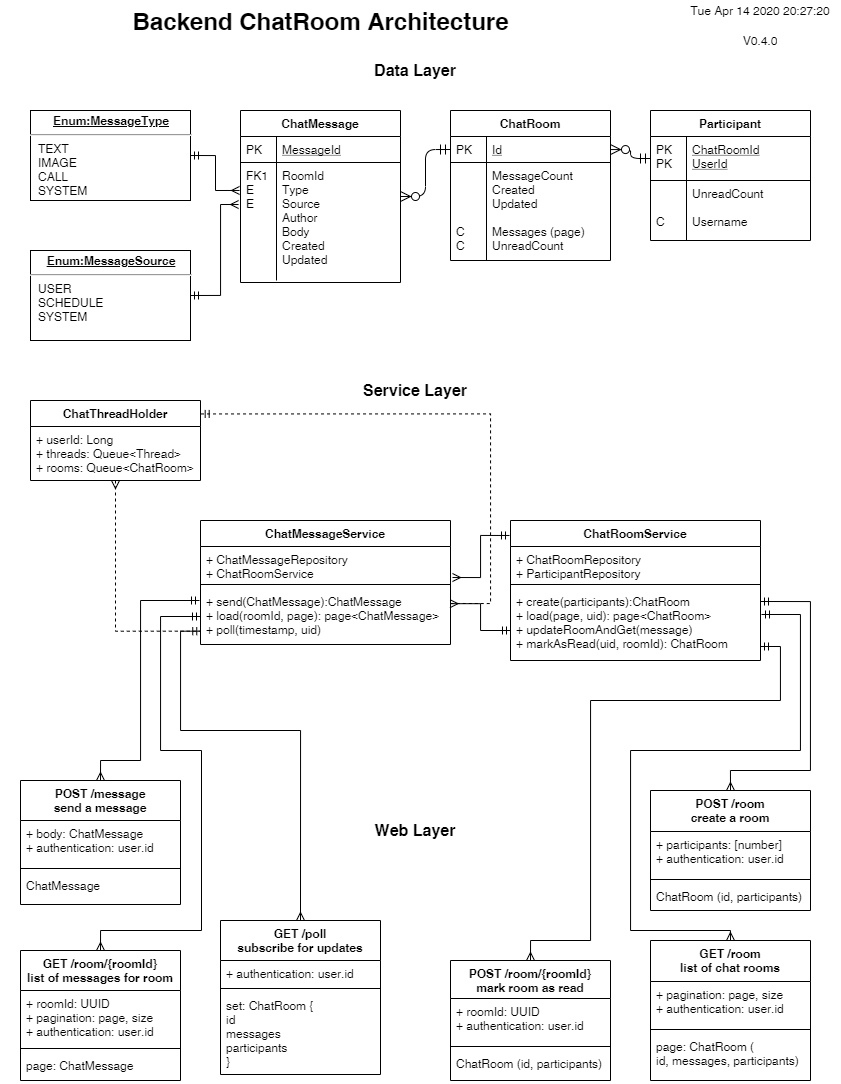 Backend ChatRoom Architecture
Tue Apr 14 2020 20:27:20
V0.4.0
Data Layer
Enum:MessageType
TEXT
IMAGE
CALL
SYSTEM
Enum:MessageSource
USER
SCHEDULE
SYSTEM
ChatMessage
PK MessageId
FK1 RoomId
E Type
E Source
Author
Body
Created
Updated
ChatRoom
PK Id
MessageCount
Created
Updated
C Messages (page)
C UnreadCount
Participant
PK ChatRoomId
PK UserId
UnreadCount
C Username
Service Layer
ChatThreadHolder
+ userId: Long
+ threads: Queue<Thread>
+ rooms: Queue<ChatRoom>
ChatMessageService
+ ChatMessageRepository
+ ChatRoomService
+ send(ChatMessage):ChatMessage
+ load(roomId, page): page<ChatMessage>
+ poll(timestamp, uid)
ChatRoomService
+ ChatRoomRepository
+ ParticipantRepository
+ create(participants):ChatRoom
+ load(page, uid): page<ChatRoom>
+ updateRoomAndGet(message)
+ markAsRead(uid, roomId): ChatRoom
Web Layer
POST /message
send a message
+ body: ChatMessage
+ authentication: user.id
ChatMessage
POST /room
create a room
+ participants: [number]
+ authentication: user.id
ChatRoom (id, participants)
GET /room/{roomId}
list of messages for room
+ roomId: UUID
+ pagination: page, size
+ authentication: user.id
page: ChatMessage
GET /poll
subscribe for updates
+ authentication: user.id
set: ChatRoom {
id
messages
participants
}
POST /room/{roomId}
mark room as read
+ roomId: UUID
+ authentication: user.id
ChatRoom (id, participants)
GET /room
list of chat rooms
+ pagination: page, size
+ authentication: user.id
page: ChatRoom (
id, messages, participants)